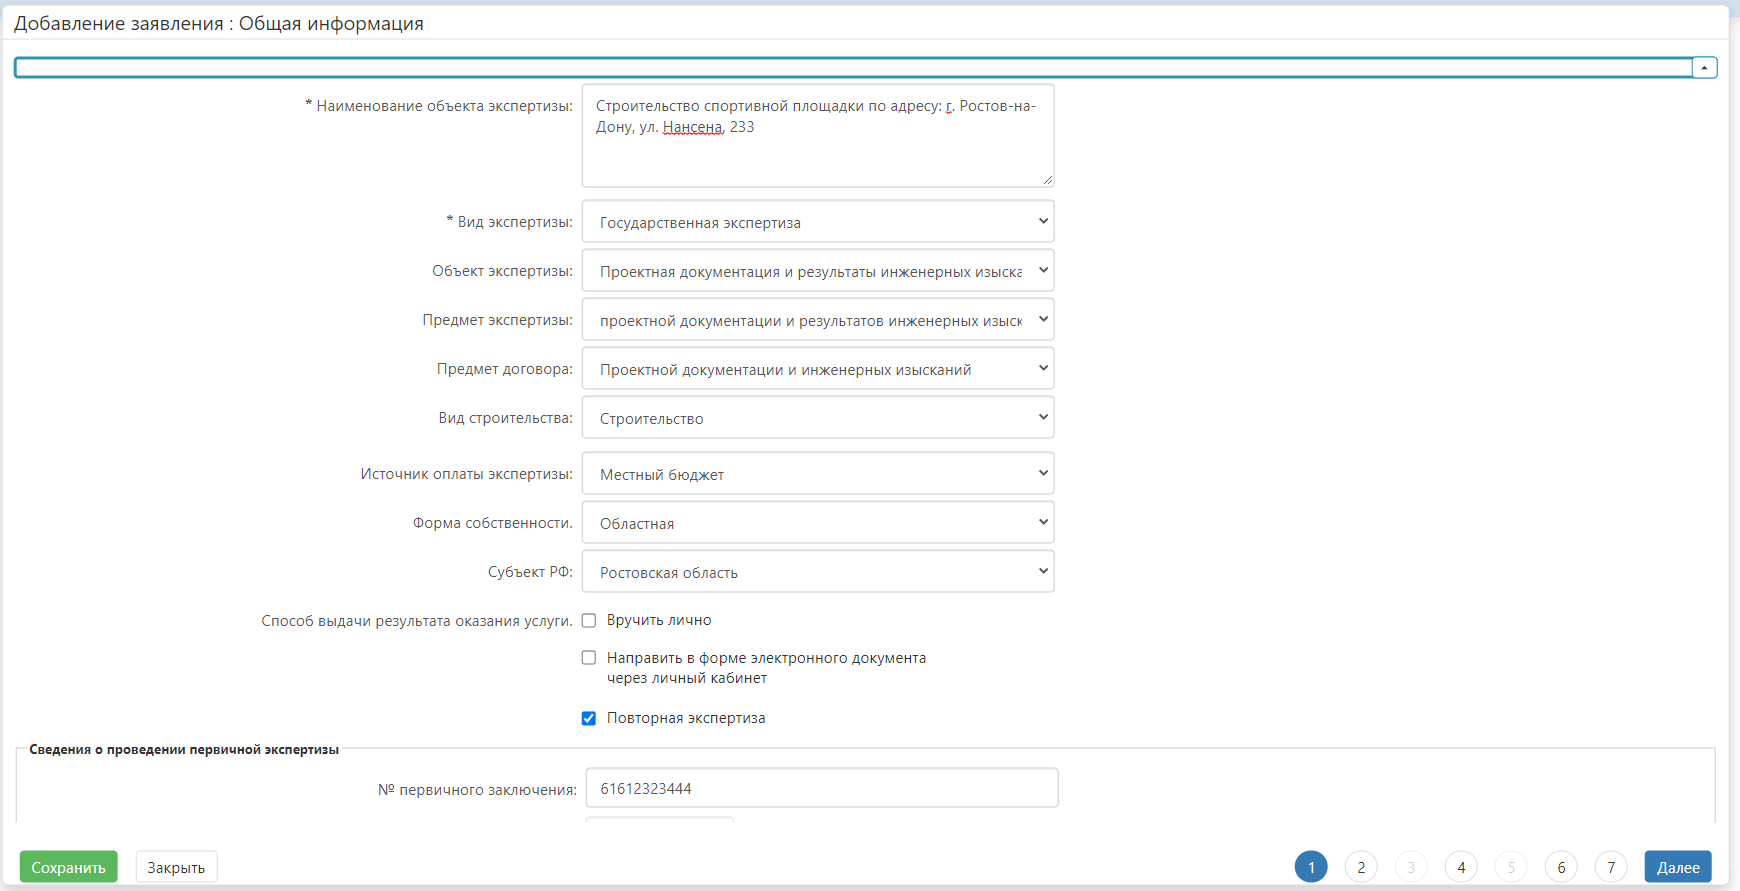 Добавление заявления : Общая информация
* Наименование объекта экспертизы:
Строительство спортивной площадки по адресу: г. Ростов-на-
Дону, ул. Нансена, 233
* Вид экспертизы: Государственная экспертиза
Объект экспертизы: Проектная документация и результаты инженерных изыска
Предмет экспертизы: проектной документации и результатов инженерных изыск
Предмет договора: Проектной документации и инженерных изысканий
Вид строительства: Строительство
Источник оплаты экспертизы: Местный бюджет
Форма собственности. Областная
Субъект РФ: Ростовская область
Способ выдачи результата оказания услуги. Вручить лично
Направить в форме электронного документа
через личный кабинет
Повторная экспертиза
Сведения о проведении первичной экспертизы
№ первичного заключения: 61612323444
Сохранить Закрыть 1 2 3 4 5 6 7 Далее